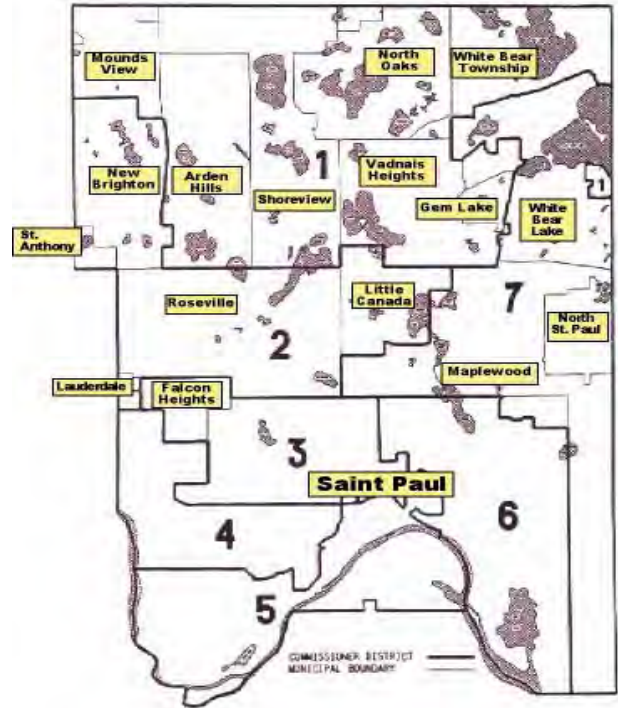 Mounds
View
North
Oaks
White Bear
Township
New
Brighton
Arden
Hills
1
Shoreview
Vadnais
Heights
Gem Lake
1
White
Bear
Lake
St.
Anthony
Roseville
2
Little
Canada
7
North
St. Paul
Maplewood
Lauderdale
Falcon
Heights
3
Saint Paul
4
6
5
COMMISSIONER DISTRICT
MUNICIPAL BOUNDARY